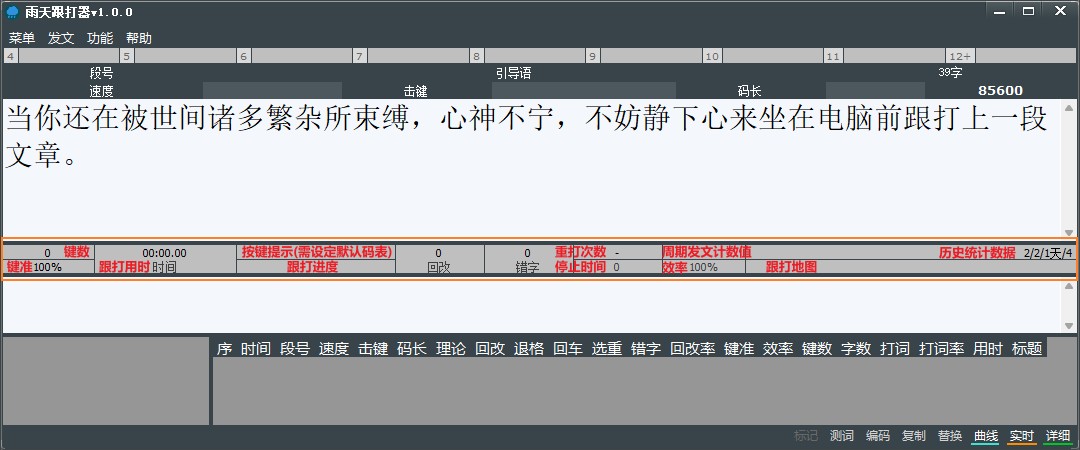 雨天跟打器v1.0.0
菜单 发文 功能 帮助
4 5 6 7 8 9 10 11 12+
段号 引导语 39字
速度 击键 码长 85600
当你还在被世间诸多繁杂所束缚，心神不宁，不妨静下心来坐在电脑前跟打上一段
文章。
0 键数 00:00.00 按键提示(需设定默认码表) 0 0 重打次数 - 周期发文计数值 历史统计数据 2/2/1天/4
键准100% 跟打用时 时间 跟打进度 回改 错字 停止时间 0 效率 100% 跟打地图
序 时间 段号 速度 击键 码长 理论 回改 退格 回车 选重 错字 回改率 键准 效率 键数 字数 打词 打词率 用时 标题
标记 测词 编码 复制 替换 曲线 实时 详细